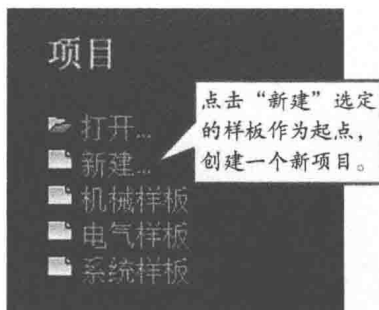 项目
打开...
新建...
机械样板
电气样板
系统样板
点击“新建”选定
的样板作为起点，
创建一个新项目。